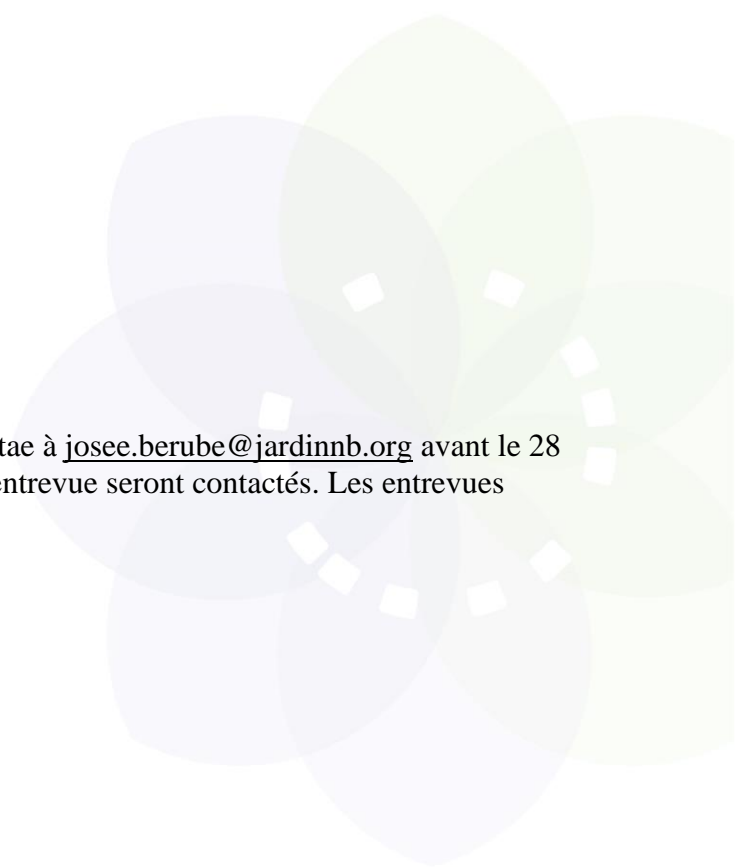 tae à josee.berube@jardinnb.org avant le 28
entrevue seront contactés. Les entrevues